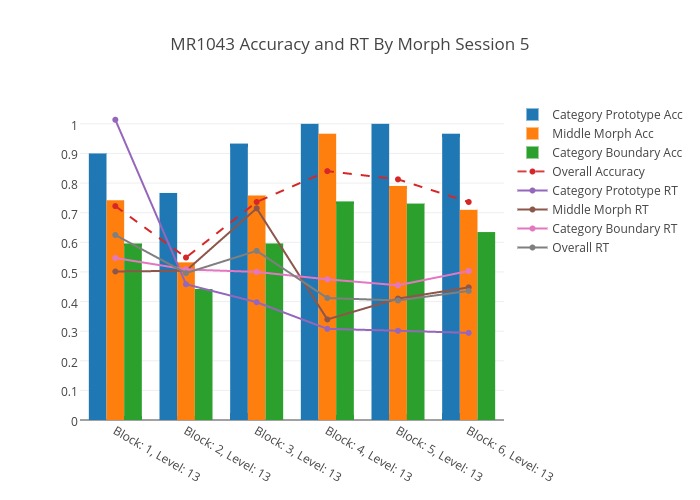 MR1043 Accuracy and RT By Morph Session 5
1
0.9
0.8
0.7
0.6
0.5
0.4
0.3
0.2
0.1
0
Block: 1, Level: 13
Block: 2, Level: 13
Block: 3, Level: 13
Block: 4, Level: 13
Block: 5, Level: 13
Block: 6, Level: 13
Category Prototype Acc
Middle Morph Acc
Category Boundary Acc
Overall Accuracy
Category Prototype RT
Middle Morph RT
Category Boundary RT
Overall RT